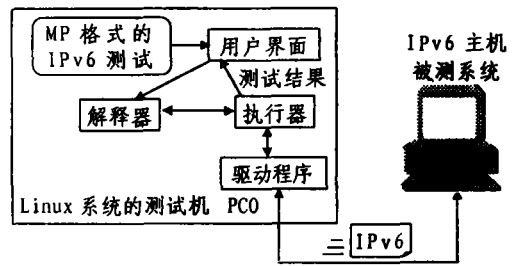 MP 格式的
IPv6 测试
用户界面
测试结果
解释器
执行器
驱动程序
Linux 系统的测试机 PC0
IPv6 主机
被测系统
IPv6